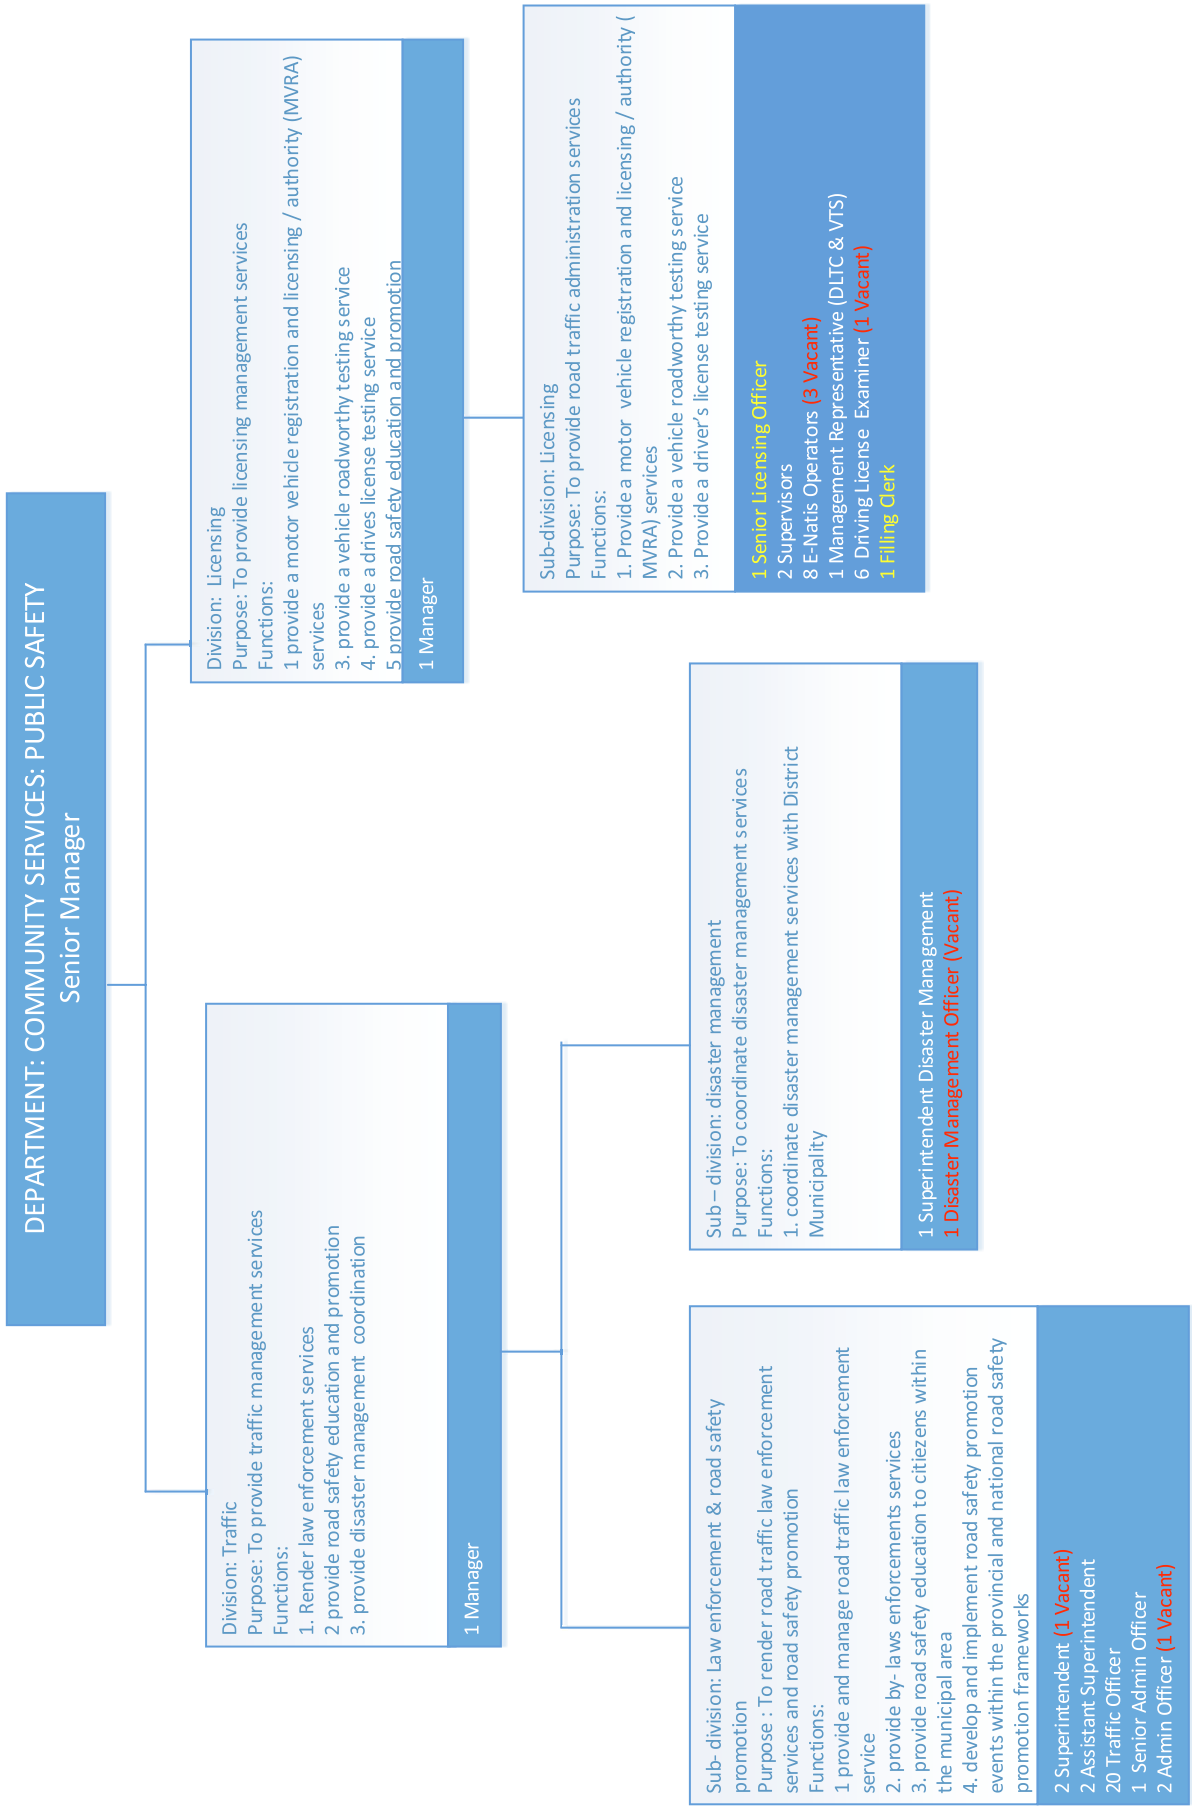 DEPARTMENT: COMMUNITY SERVICES: PUBLIC SAFETY
Senior Manager
Division: Traffic
Purpose: To provide traffic management services
Functions:
1. Render law enforcement services
2 provide road safety education and promotion
3. provide disaster management coordination
1 Manager
Division: Licensing
Purpose: To provide licensing management services
Functions:
1 provide a motor vehicle registration and licensing / authority (MVRA)
services
3. provide a vehicle roadworthy testing service
4. provide a drives license testing service
5 provide road safety education and promotion
1 Manager
Sub- division: Law enforcement & road safety
promotion
Purpose : To render road traffic law enforcement
services and road safety promotion
Functions:
1 provide and manage road traffic law enforcement
service
2. provide by- laws enforcements services
3. provide road safety education to citiezens within
the municipal area
4. develop and implement road safety promotion
events within the provincial and national road safety
promotion frameworks
2 Superintendent (1 Vacant)
2 Assistant Superintendent
20 Traffic Officer
1 Senior Admin Officer
2 Admin Officer (1 Vacant)
Sub – division: disaster management
Purpose: To coordinate disaster management services
Functions:
1. coordinate disaster management services with District
Municipality
1 Superintendent Disaster Management
1 Disaster Management Officer (Vacant)
Sub-division: Licensing
Purpose: To provide road traffic administration services
Functions:
1. Provide a motor vehicle registration and licensing / authority (
MVRA) services
2. Provide a vehicle roadworthy testing service
3. Provide a driver’s license testing service
1 Senior Licensing Officer
2 Supervisors
8 E-Natis Operators (3 Vacant)
1 Management Representative (DLTC & VTS)
6 Driving License Examiner (1 Vacant)
1 Filling Clerk